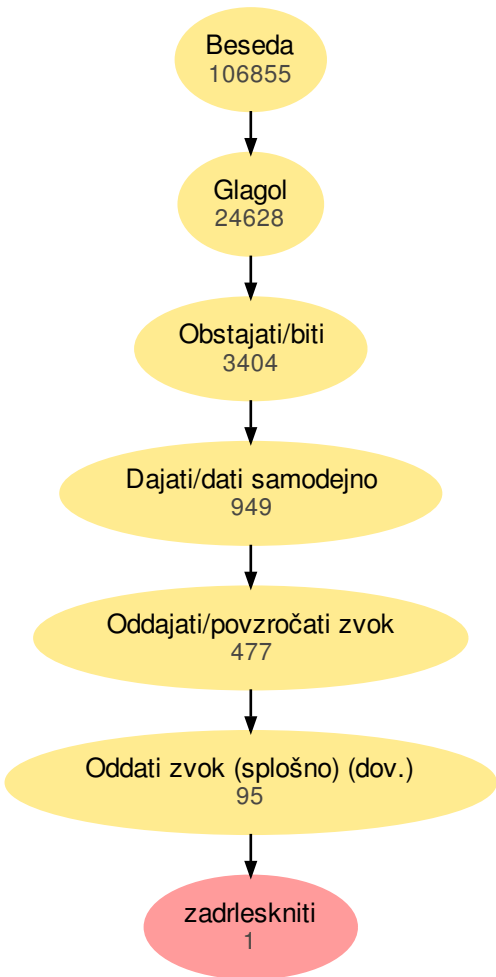 Beseda
106855
Glagol
24628
Obstajati/biti
3404
Dajati/dati samodejno
949
Oddajati/povzročati zvok
477
Oddati zvok (splošno) (dov.)
95
zadrleskniti
1